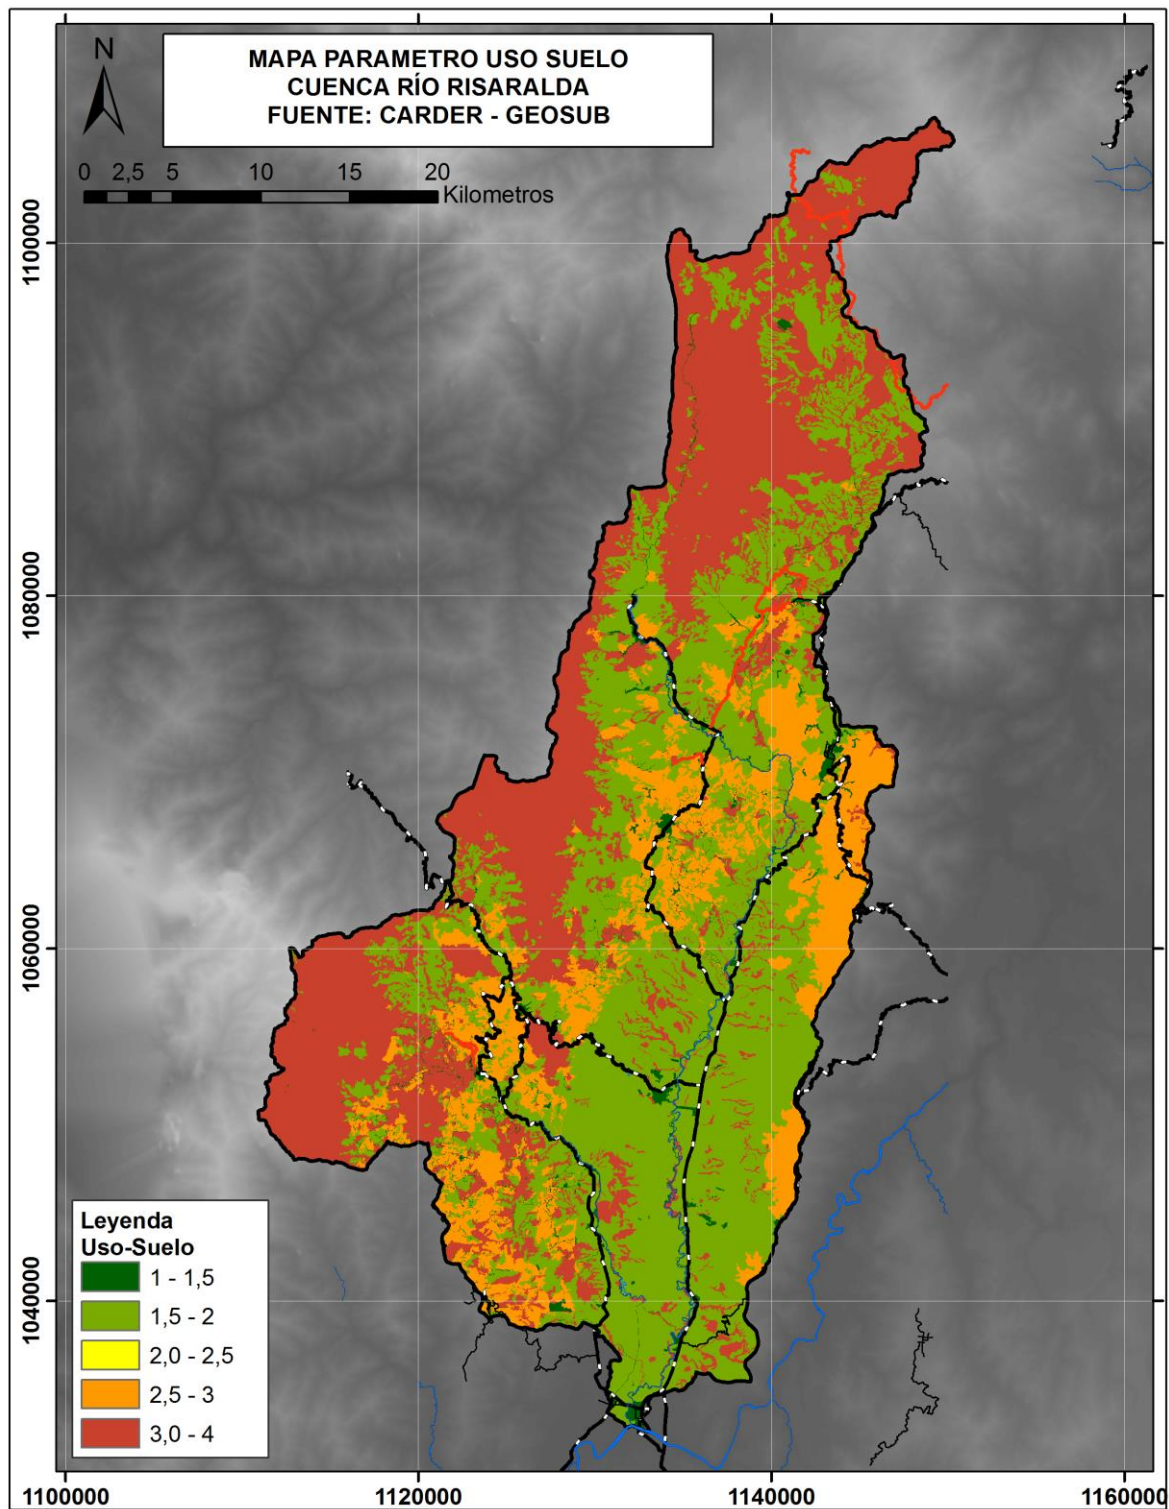 MAPA PARAMETRO USO SUELO
CUENCA RÍO RISARALDA
FUENTE: CARDER - GEOSUB
N
0 2,5 5 10 15 20
Kilometros
1100000
1080000
1060000
1040000
Leyenda
Uso-Suelo
1 - 1,5
1,5 - 2
2,0 - 2,5
2,5 - 3
3,0 - 4
1100000 1120000 1140000 1160000